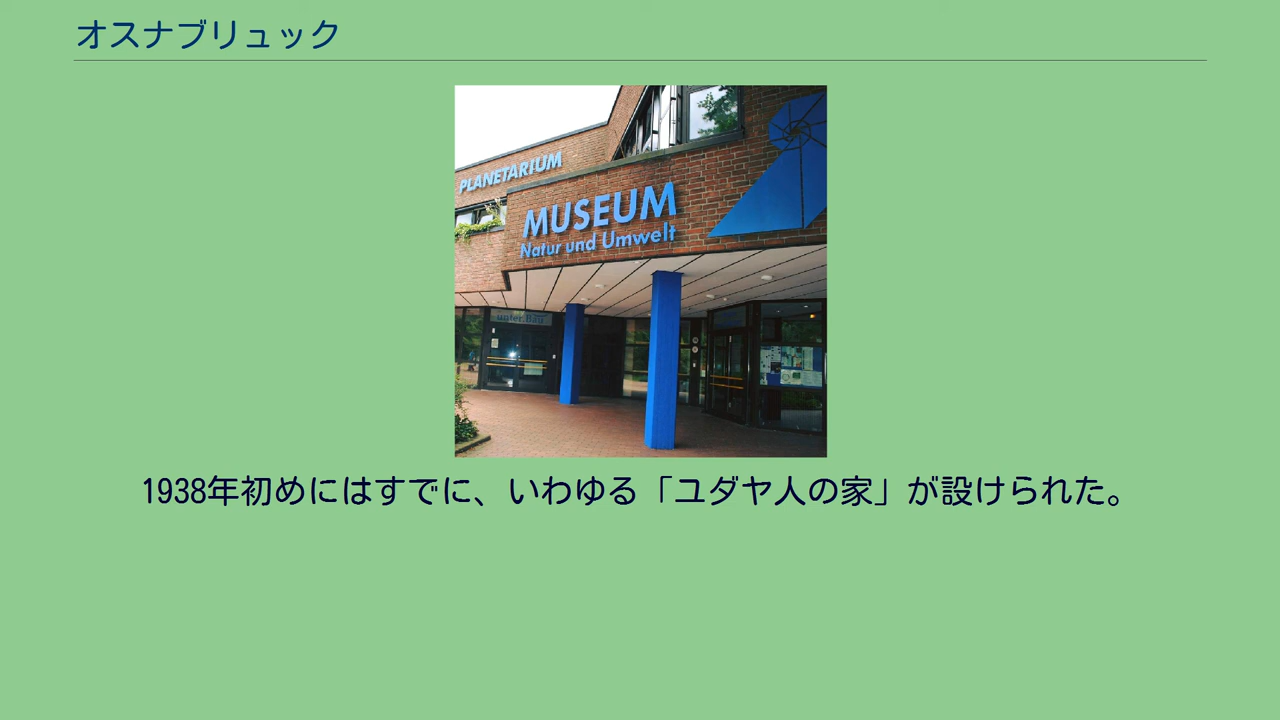 オスナブリュック
PLANETARIUM
MUSEUM
Natur und Umwelt
unter.Bau
1938年初めにはすでに、いわゆる「ユダヤ人の家」が設けられた。